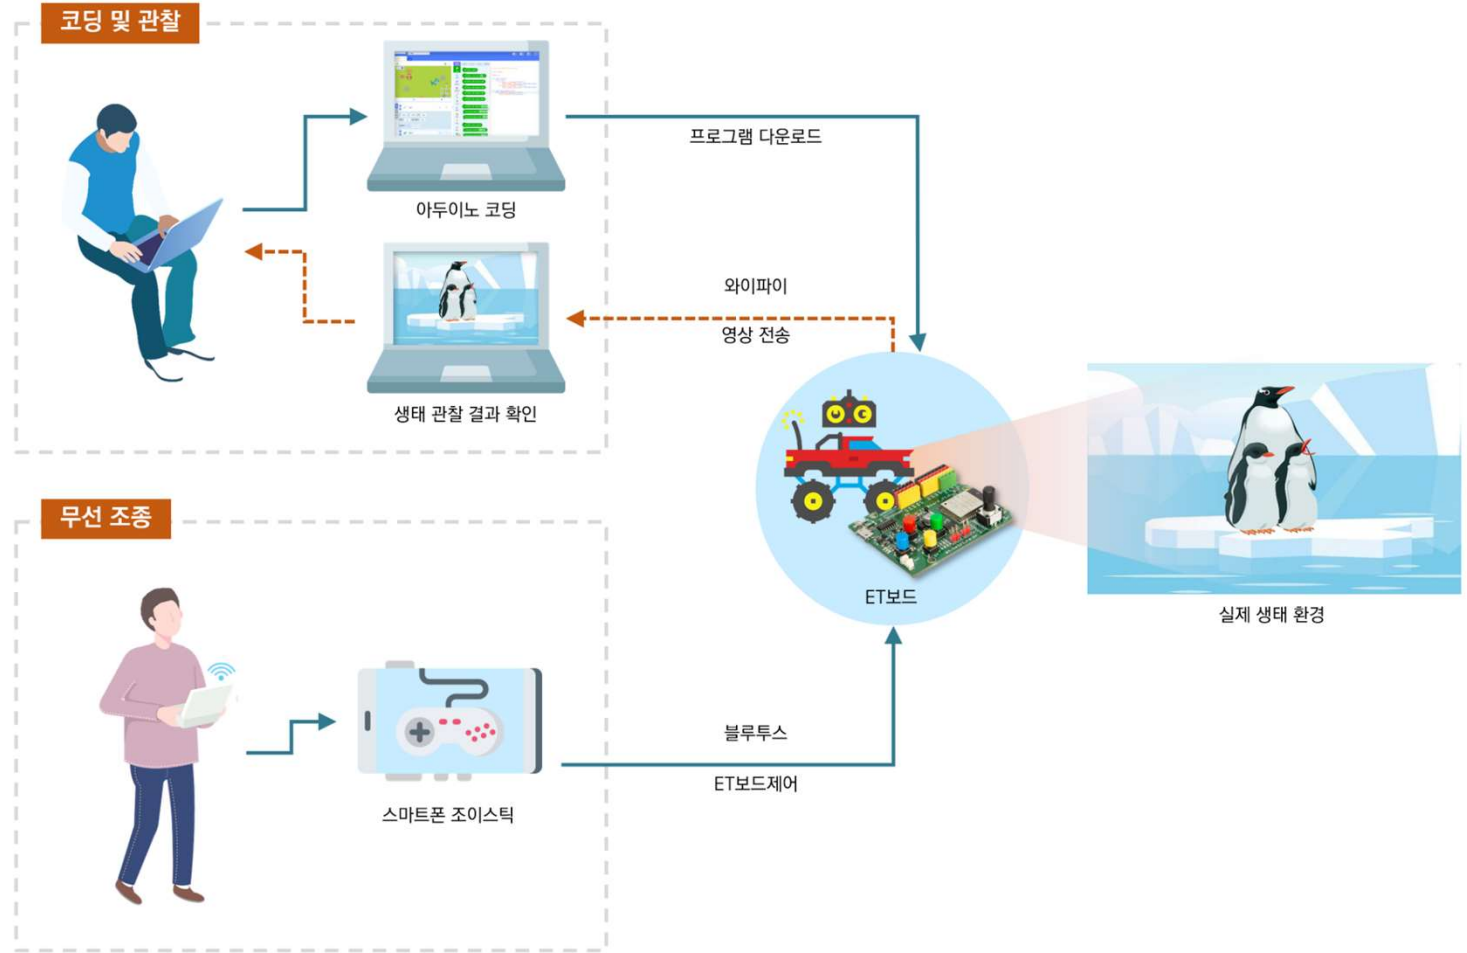 코딩 및 관찰
아두이노 코딩
프로그램 다운로드
와이파이
영상 전송
생태 관찰 결과 확인
ET보드
실제 생태 환경
무선 조종
스마트폰 조이스틱
블루투스
ET보드제어